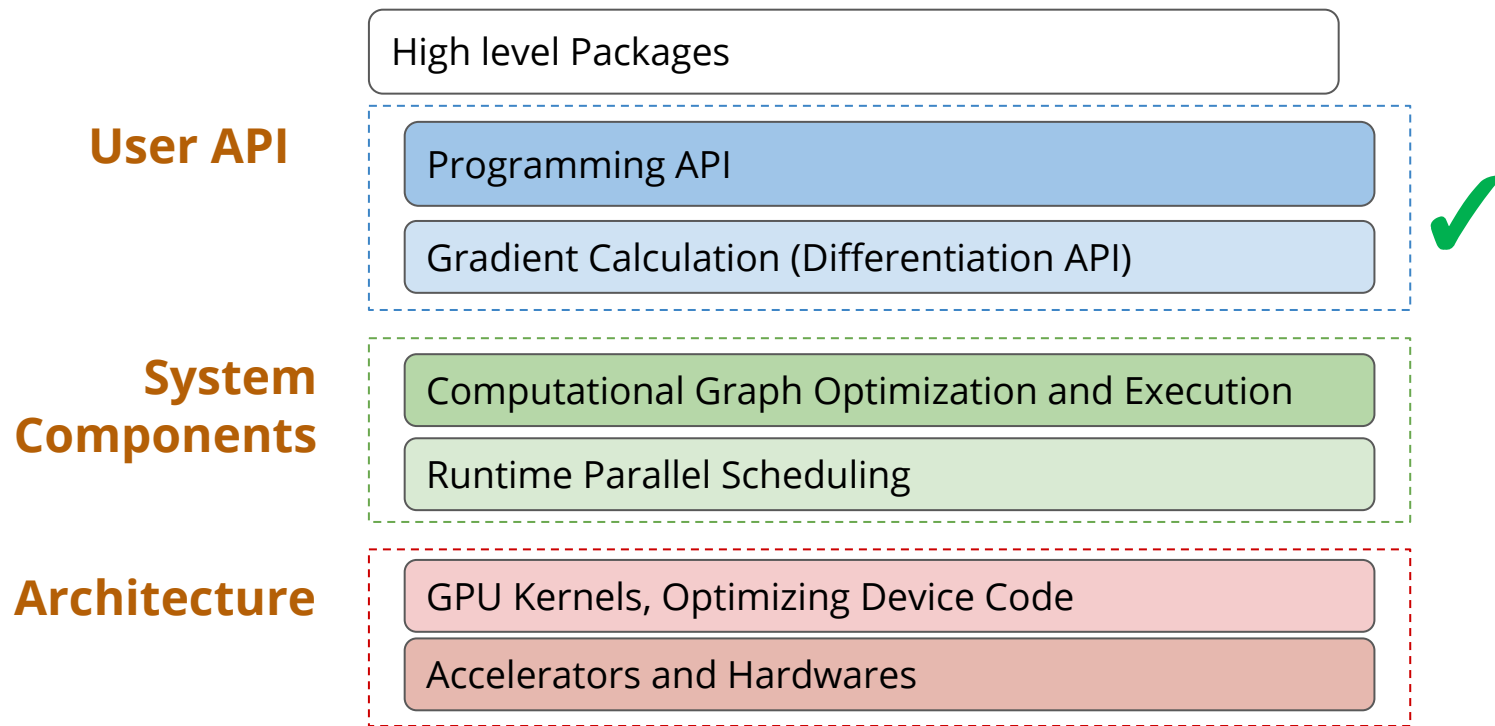 High level Packages
User API
Programming API
Gradient Calculation (Differentiation API)
System
Components
Computational Graph Optimization and Execution
Runtime Parallel Scheduling
Architecture
GPU Kernels, Optimizing Device Code
Accelerators and Hardwares